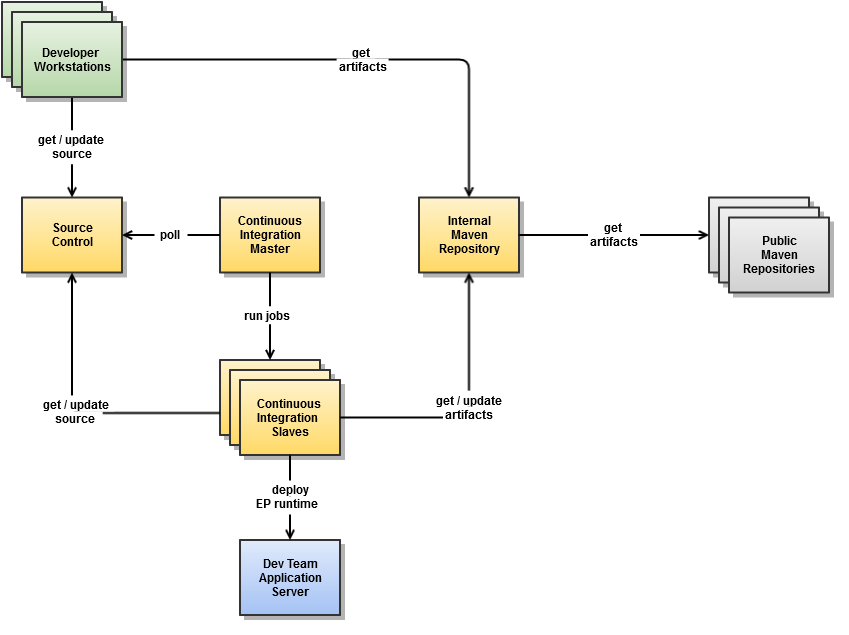 Developer
Workstations
get
artifacts
get / update
source
Source
Control
poll
Continuous
Integration
Master
Internal
Maven
Repository
get
artifacts
Public
Maven
Repositories
run jobs
get / update
source
Continuous
Integration
Slaves
get / update
artifacts
deploy
EP runtime
Dev Team
Application
Server